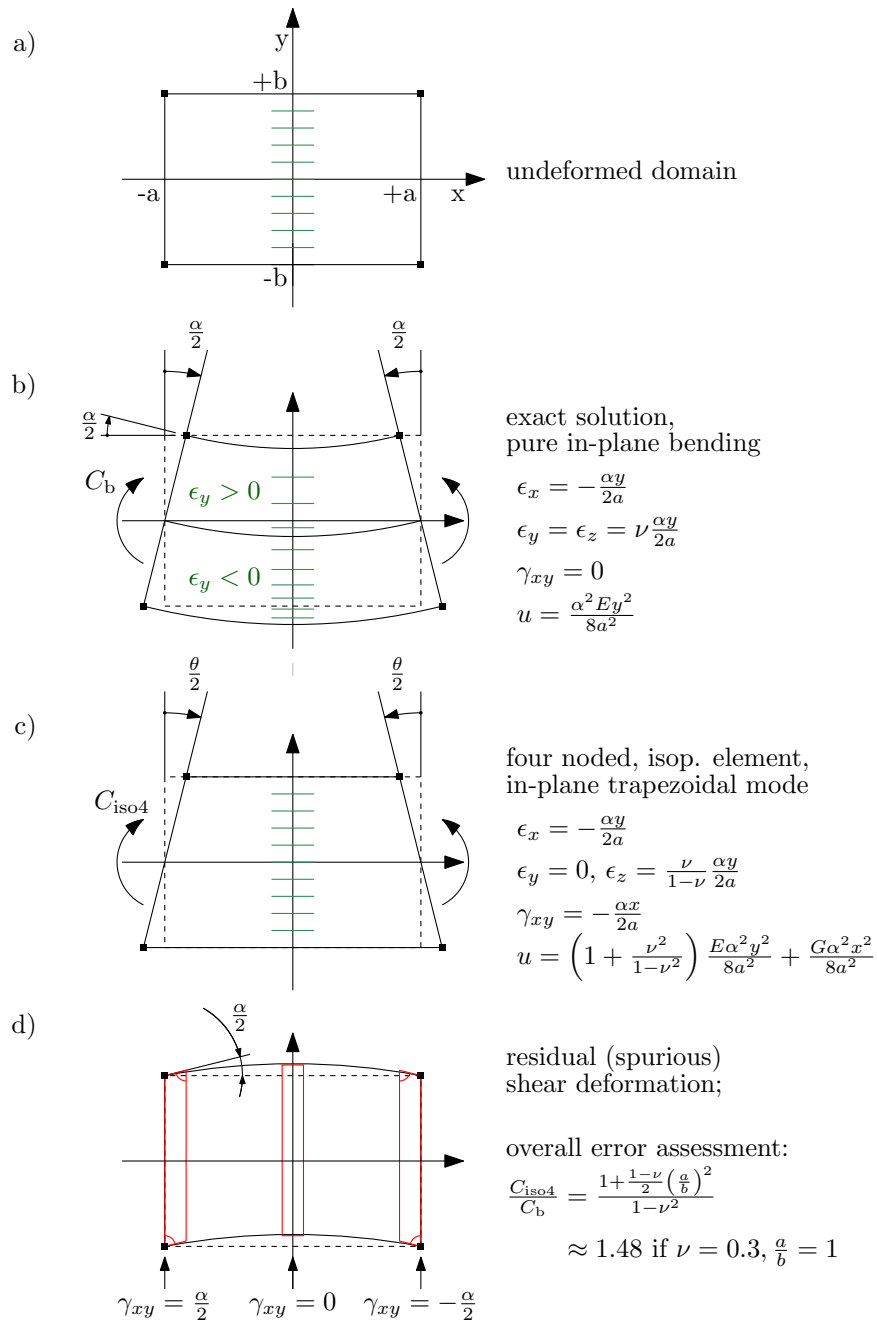 a)
y
+b
-a
+a
x
-b
undeformed domain
b)
α/2
α/2
α/2
C_b
ϵ_y > 0
ϵ_y < 0
exact solution,
pure in-plane bending
ϵ_x = −αy/2a
ϵ_y = ϵ_z = ν αy/2a
γ_xy = 0
u = α²Ey²/8a²
c)
θ/2
θ/2
C_iso4
four noded, isop. element,
in-plane trapezoidal mode
ϵ_x = −αy/2a
ϵ_y = 0, ϵ_z = ν/(1−ν) αy/2a
γ_xy = −αx/2a
u = (1 + ν²/(1−ν²)) Eα²y²/8a² + Gα²x²/8a²
d)
α/2
residual (spurious)
shear deformation;
overall error assessment:
C_iso4/C_b = (1+(1−ν)/2 (a/b)²)/(1−ν²)
≈ 1.48 if ν = 0.3, a/b = 1
γ_xy = α/2
γ_xy = 0
γ_xy = −α/2